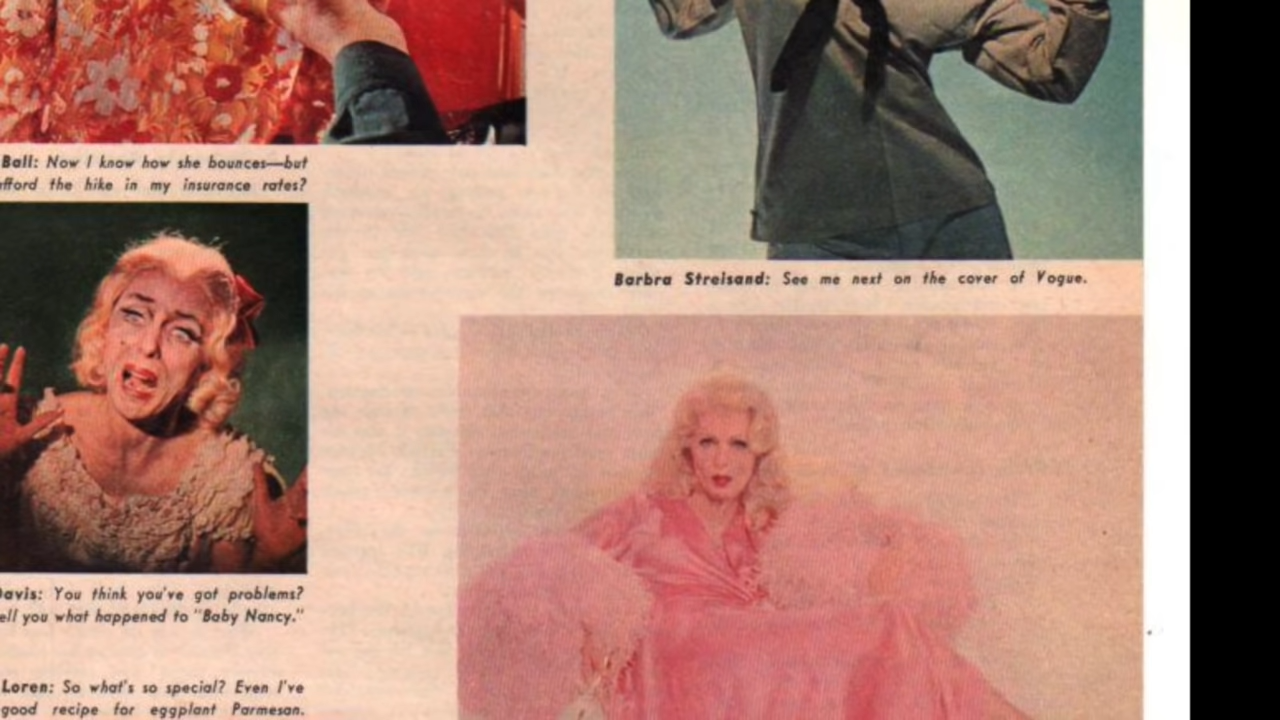 Ball: Now I know how she bounces—but
afford the hike in my insurance rates?
Barbra Streisand: See me next on the cover of Vogue.
Davis: You think you've got problems?
ell you what happened to "Baby Nancy."
Loren: So what's so special? Even I've
good recipe for eggplant Parmesan.